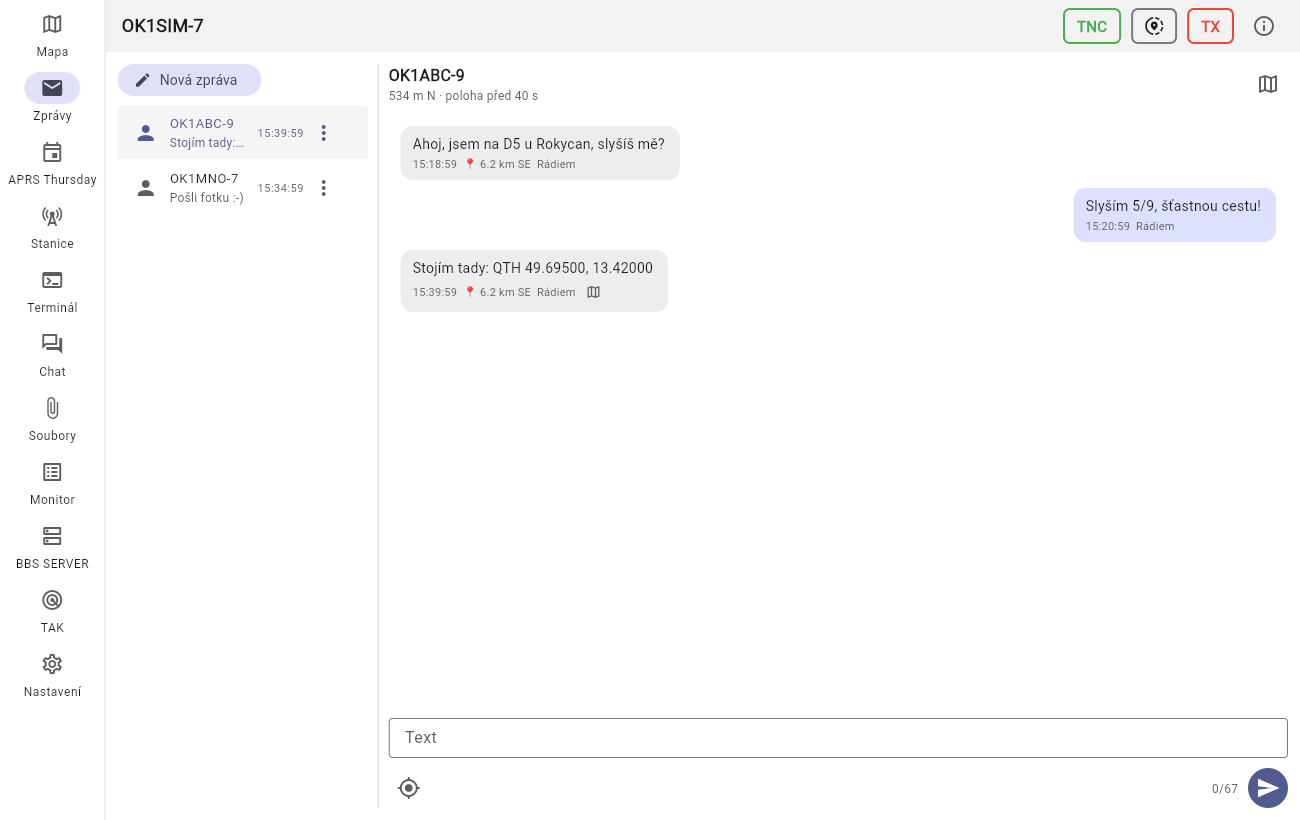 OK1SIM-7
TNC
TX
Mapa
Zprávy
APRS Thursday
Stanice
Terminál
Chat
Soubory
Monitor
BBS SERVER
TAK
Nastavení
Nová zpráva
OK1ABC-9
Stojím tady:…
15:39:59
OK1MNO-7
Pošli fotku :-)
15:34:59
OK1ABC-9
534 m N · poloha před 40 s
Ahoj, jsem na D5 u Rokycan, slyšíš mě?
15:18:59 📍 6.2 km SE Rádiem
Slyším 5/9, šťastnou cestu!
15:20:59 Rádiem
Stojím tady: QTH 49.69500, 13.42000
15:39:59 📍 6.2 km SE Rádiem
Text
0/67